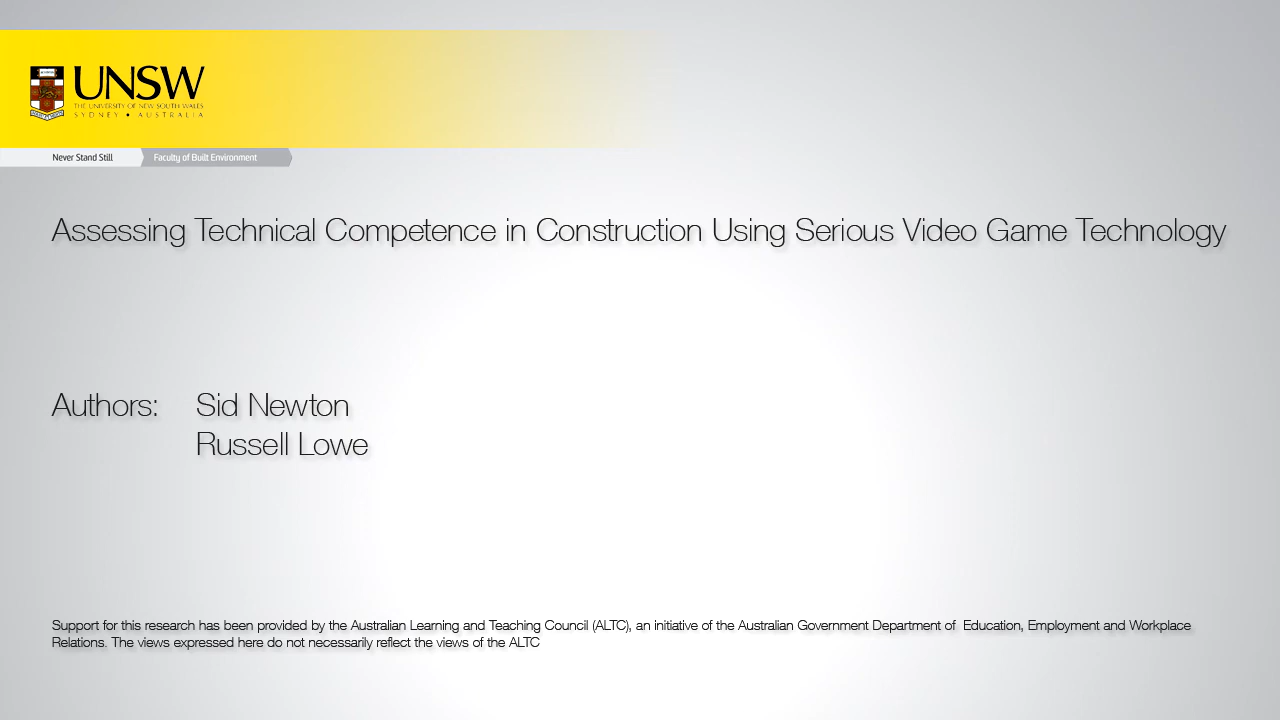 UNSW
THE UNIVERSITY OF NEW SOUTH WALES
SYDNEY • AUSTRALIA
Never Stand Still
Faculty of Built Environment
Assessing Technical Competence in Construction Using Serious Video Game Technology
Authors: Sid Newton
Russell Lowe
Support for this research has been provided by the Australian Learning and Teaching Council (ALTC), an initiative of the Australian Government Department of Education, Employment and Workplace
Relations. The views expressed here do not necessarily reflect the views of the ALTC